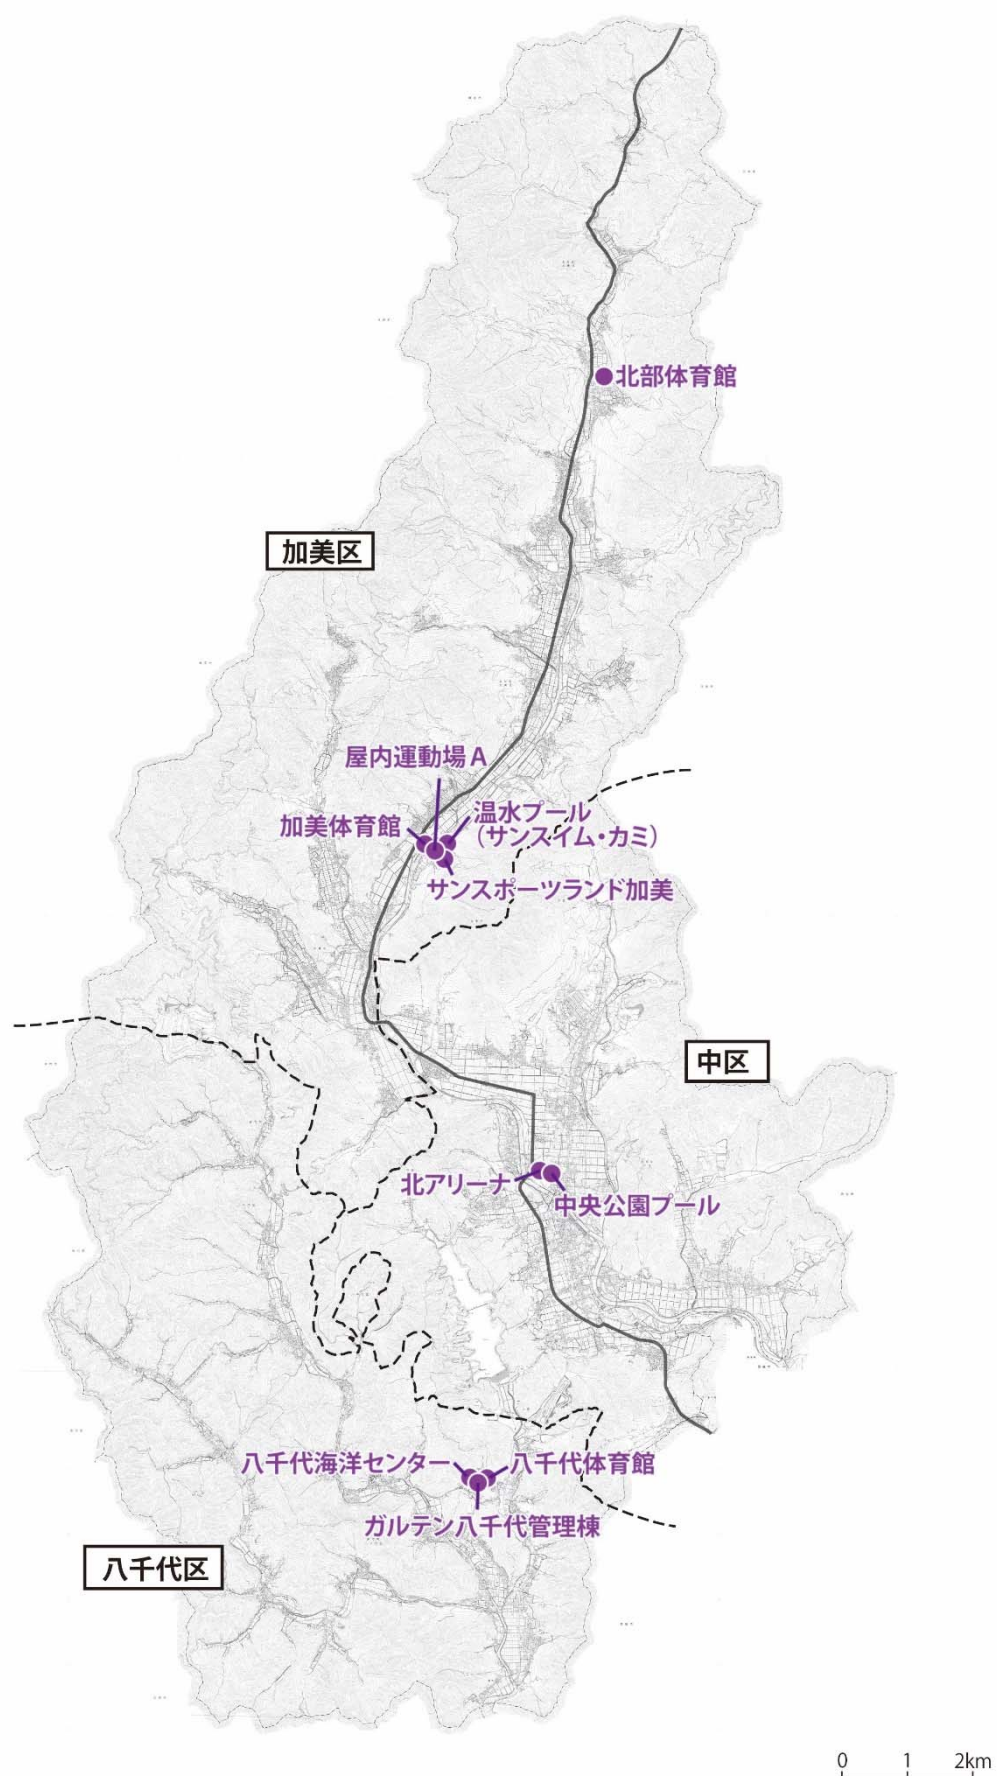 北部体育館
加美区
屋内運動場A
温水プール
(サンスイム・カミ)
加美体育館
サンスポーツランド加美
中区
北アリーナ
中央公園プール
八千代海洋センター
八千代体育館
ガルテン八千代管理棟
八千代区
0 1 2km